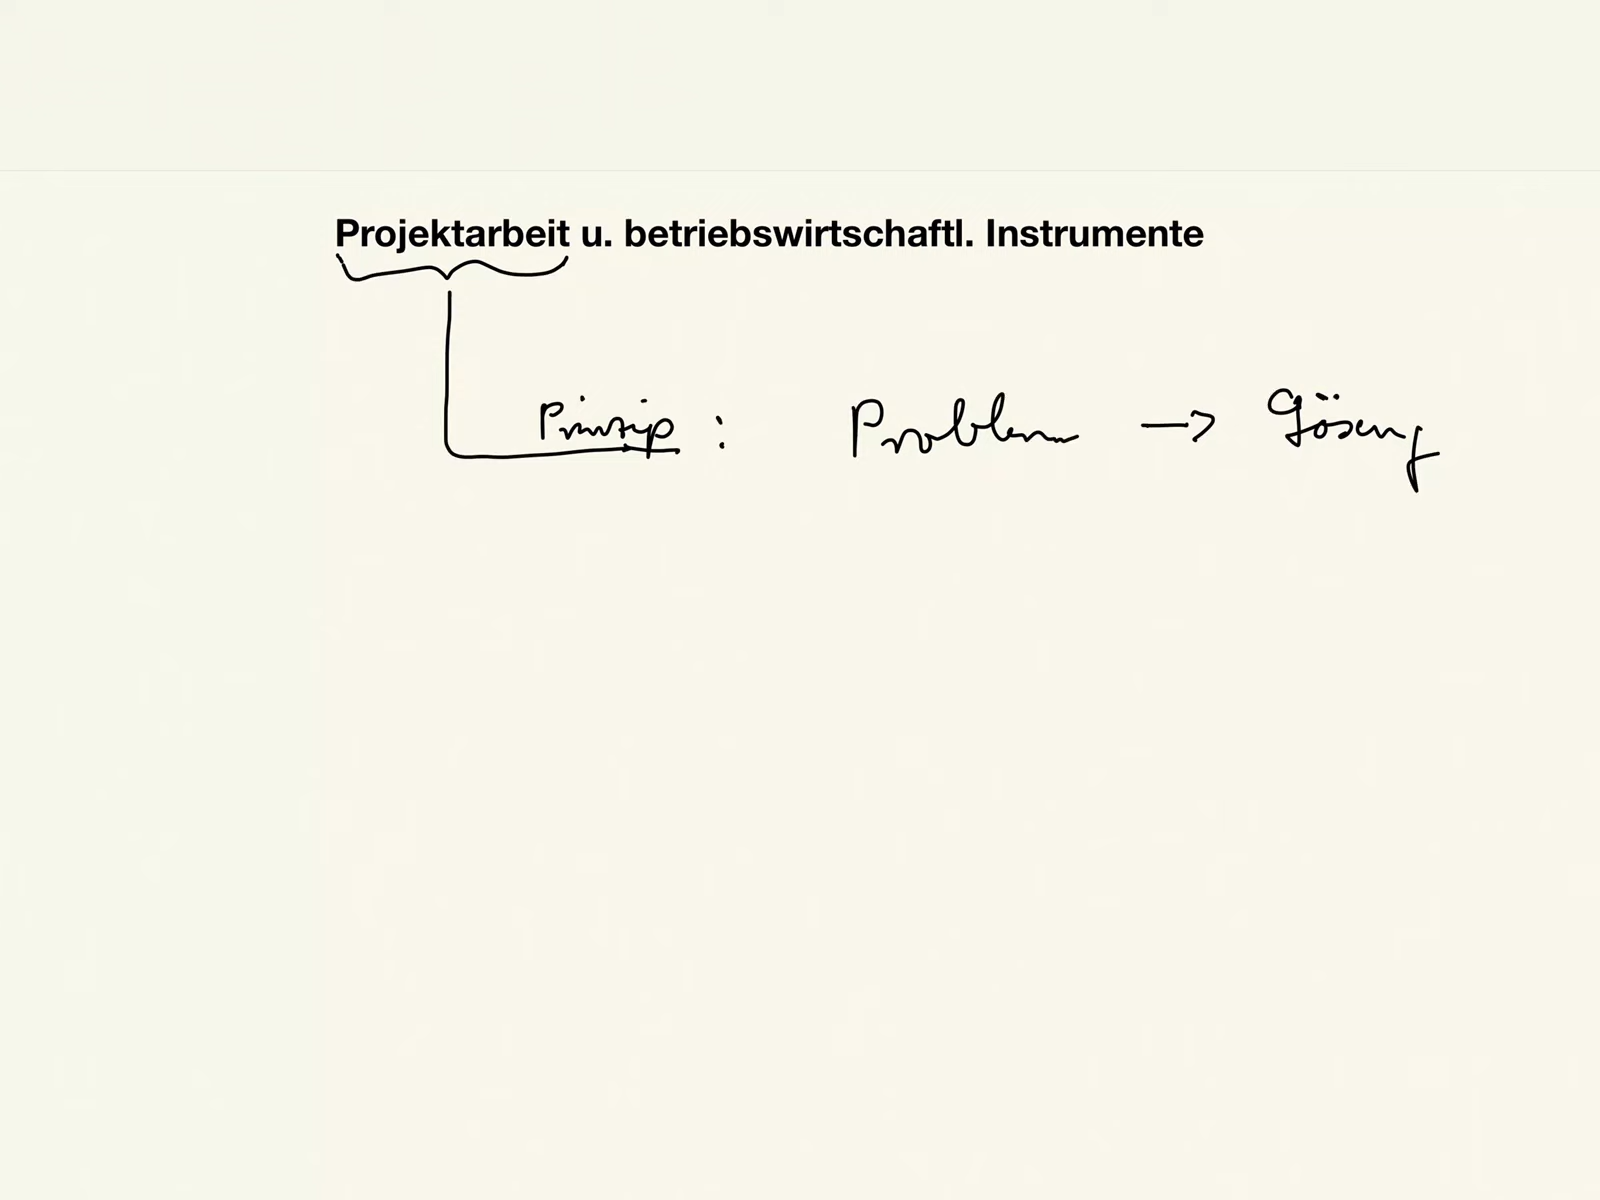 Projektarbeit u. betriebswirtschaftl. Instrumente
Prinzip : Problem → Lösung